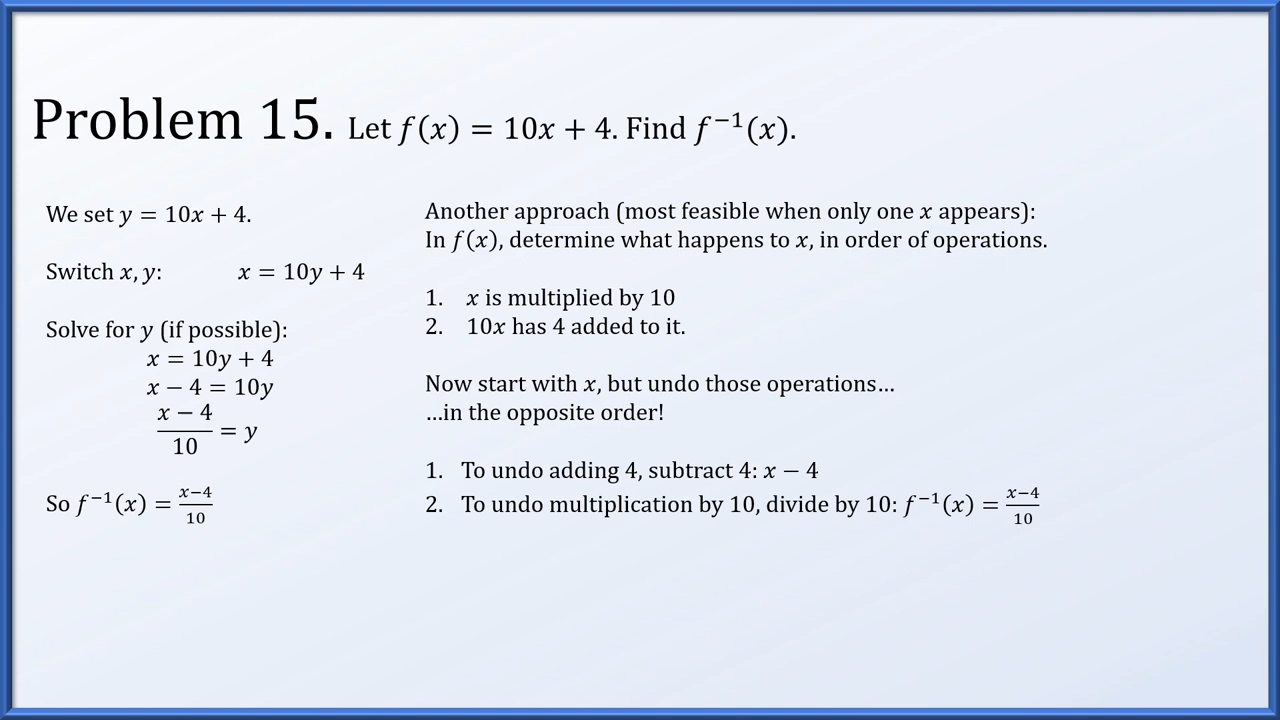 Problem 15. Let f(x) = 10x + 4. Find f⁻¹(x).
We set y = 10x + 4.
Switch x, y: x = 10y + 4
Solve for y (if possible):
x = 10y + 4
x − 4 = 10y
(x − 4)/10 = y
So f⁻¹(x) = (x−4)/10
Another approach (most feasible when only one x appears):
In f(x), determine what happens to x, in order of operations.
1. x is multiplied by 10
2. 10x has 4 added to it.
Now start with x, but undo those operations…
…in the opposite order!
1. To undo adding 4, subtract 4: x − 4
2. To undo multiplication by 10, divide by 10: f⁻¹(x) = (x−4)/10